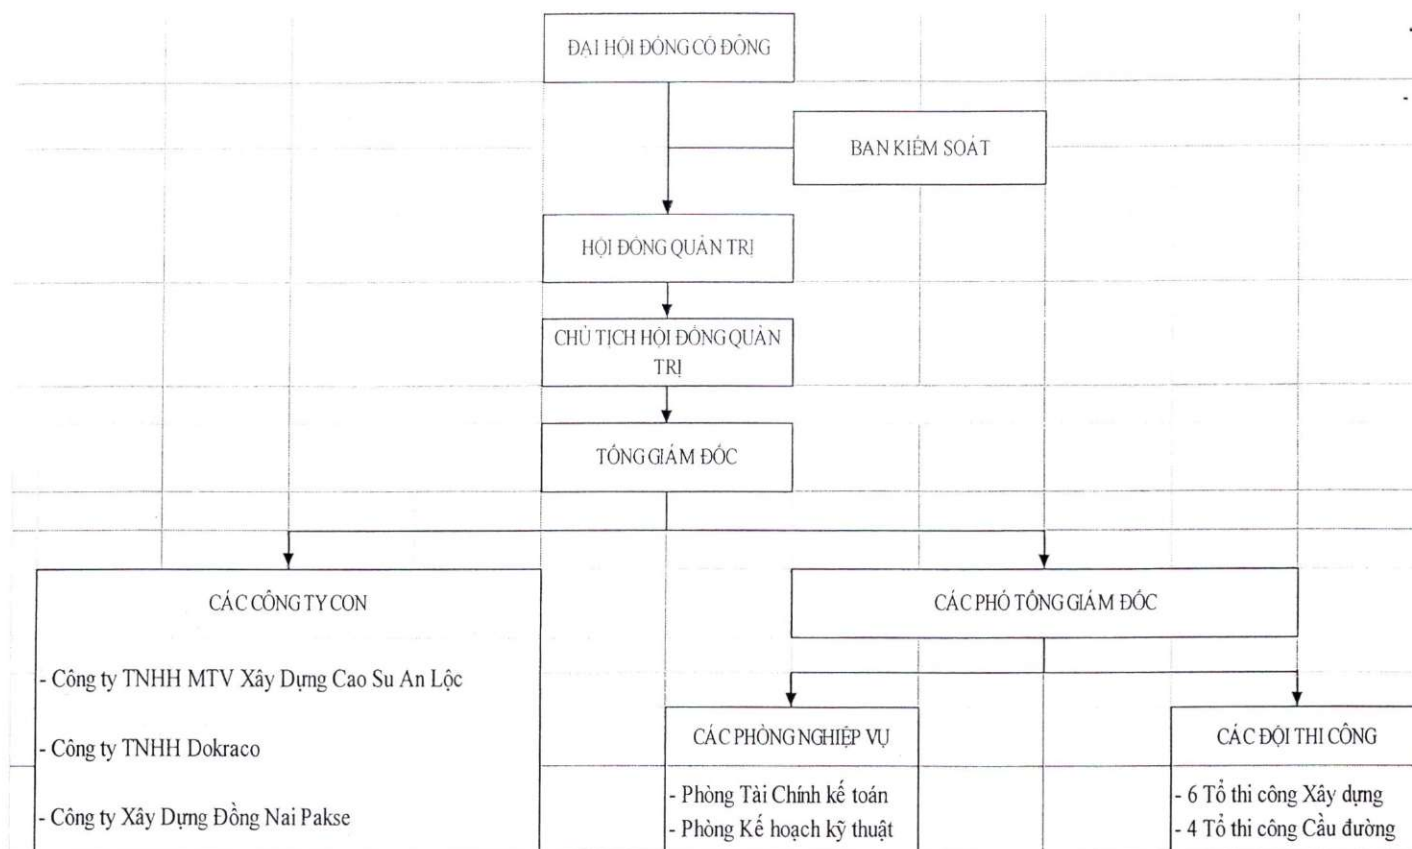 ĐẠI HỘI ĐỒNG CỔ ĐÔNG
BAN KIỂM SOÁT
HỘI ĐỒNG QUẢN TRỊ
CHỦ TỊCH HỘI ĐỒNG QUẢN
TRỊ
TỔNG GIÁM ĐỐC
CÁC CÔNG TY CON
- Công ty TNHH MTV Xây Dựng Cao Su An Lộc
- Công ty TNHH Dokraco
- Công ty Xây Dựng Đồng Nai Pakse
CÁC PHÓ TỔNG GIÁM ĐỐC
CÁC PHÒNG NGHIỆP VỤ
- Phòng Tài Chính kế toán
- Phòng Kế hoạch kỹ thuật
CÁC ĐỘI THI CÔNG
- 6 Tổ thi công Xây dựng
- 4 Tổ thi công Cầu đường